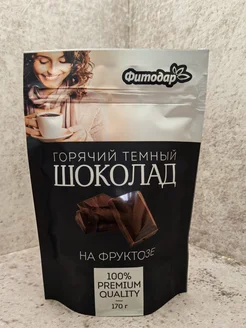 Фитодар
ГОРЯЧИЙ ТЕМНЫЙ
ШОКОЛАД
НА ФРУКТОЗЕ
100%
PREMIUM
QUALITY
170 г